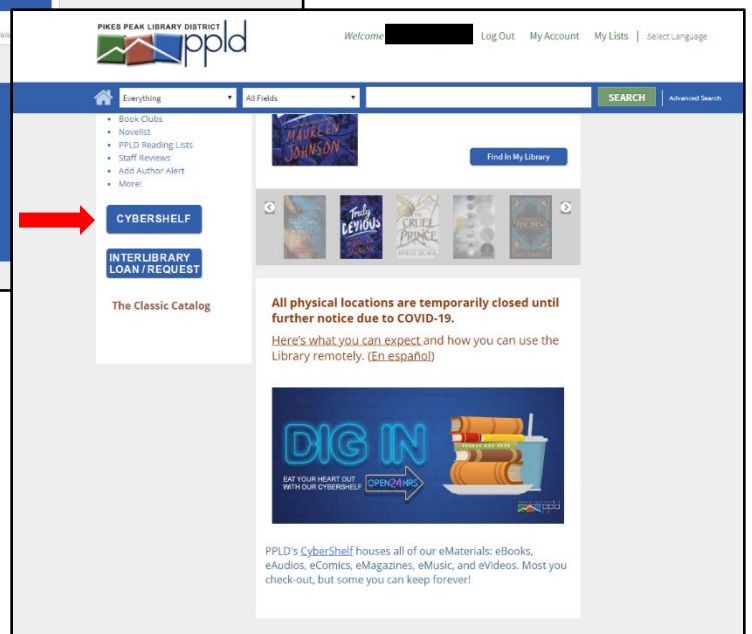 PIKES PEAK LIBRARY DISTRICT
ppld
Welcome
Log Out My Account My Lists | Select Language
Everything All Fields SEARCH Advanced Search
• Book Clubs
• Novelist
• PPLD Reading Lists
• Staff Reviews
• Add Author Alert
• More!
CYBERSHELF
INTERLIBRARY
LOAN / REQUEST
The Classic Catalog
MAUREEN
JOHNSON
Find In My Library
Truly
DEVIOUS
MAUREEN
JOHNSON
THE
CRUEL
PRINCE
HOLLY BLACK
THORNS
All physical locations are temporarily closed until
further notice due to COVID-19.
Here's what you can expect and how you can use the
Library remotely. (En español)
DIG IN
EAT YOUR HEART OUT
WITH OUR CYBERSHELF
OPEN 24 HRS
ppld
PPLD's CyberShelf houses all of our eMaterials: eBooks,
eAudios, eComics, eMagazines, eMusic, and eVideos. Most you
check-out, but some you can keep forever!